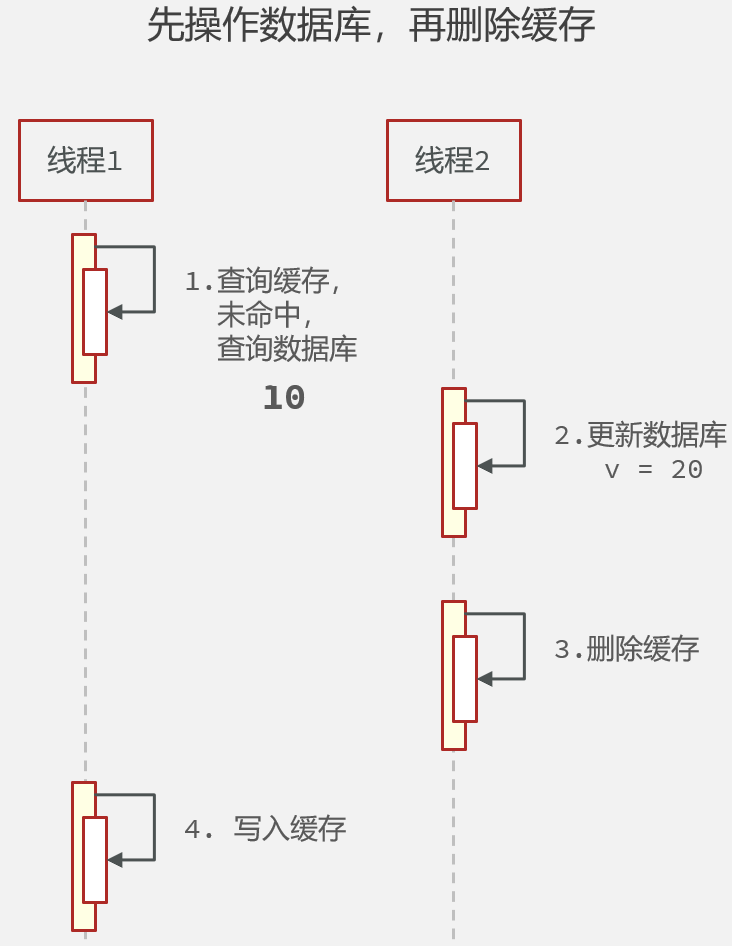 先操作数据库，再删除缓存
线程1
线程2
1.查询缓存，
未命中，
查询数据库
10
2.更新数据库
v = 20
3.删除缓存
4. 写入缓存